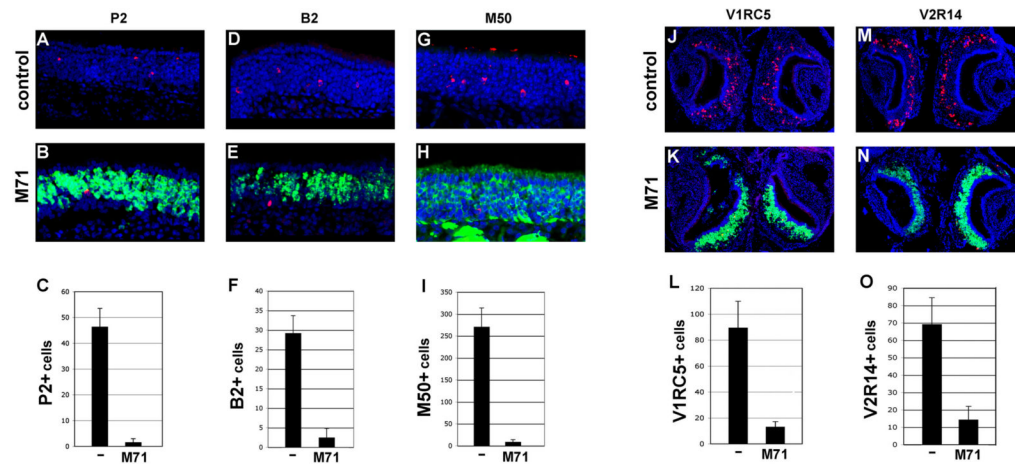 P2 B2 M50 V1RC5 V2R14
control A D G control J M
M71 B E H M71 K N
C F I L O
P2+ cells
60
50
40
30
20
10
0
– M71
B2+ cells
40
35
30
25
20
15
10
5
0
– M71
M50+ cells
350
300
250
200
150
100
50
0
– M71
V1RC5+ cells
120
100
80
60
40
20
0
– M71
V2R14+ cells
90
80
70
60
50
40
30
20
10
0
– M71